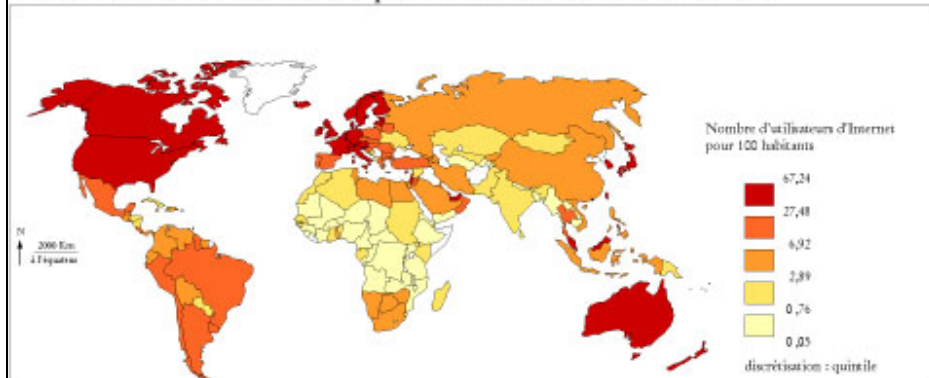 Nombre d'utilisateurs d'Internet
pour 100 habitants
67,24
27,48
6,92
2,89
0,76
0,05
discrétisation : quintile
N
2000 Km
à l'équateur